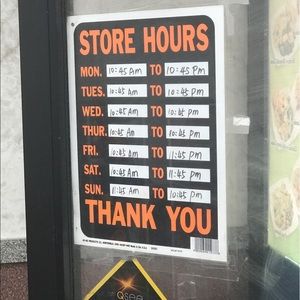 STORE HOURS
MON. 10:45 Am TO 10:45 Pm
TUES. 10:45 am TO 10:45 pm
WED. 10:45 Am TO 10:45 pm
THUR. 10:45 Am TO 10:45 pm
FRI. 10:45 am TO 11:45 pm
SAT. 10:45 am TO 11:45 pm
SUN. 11:45 am TO 10:45 pm
THANK YOU
Qsee